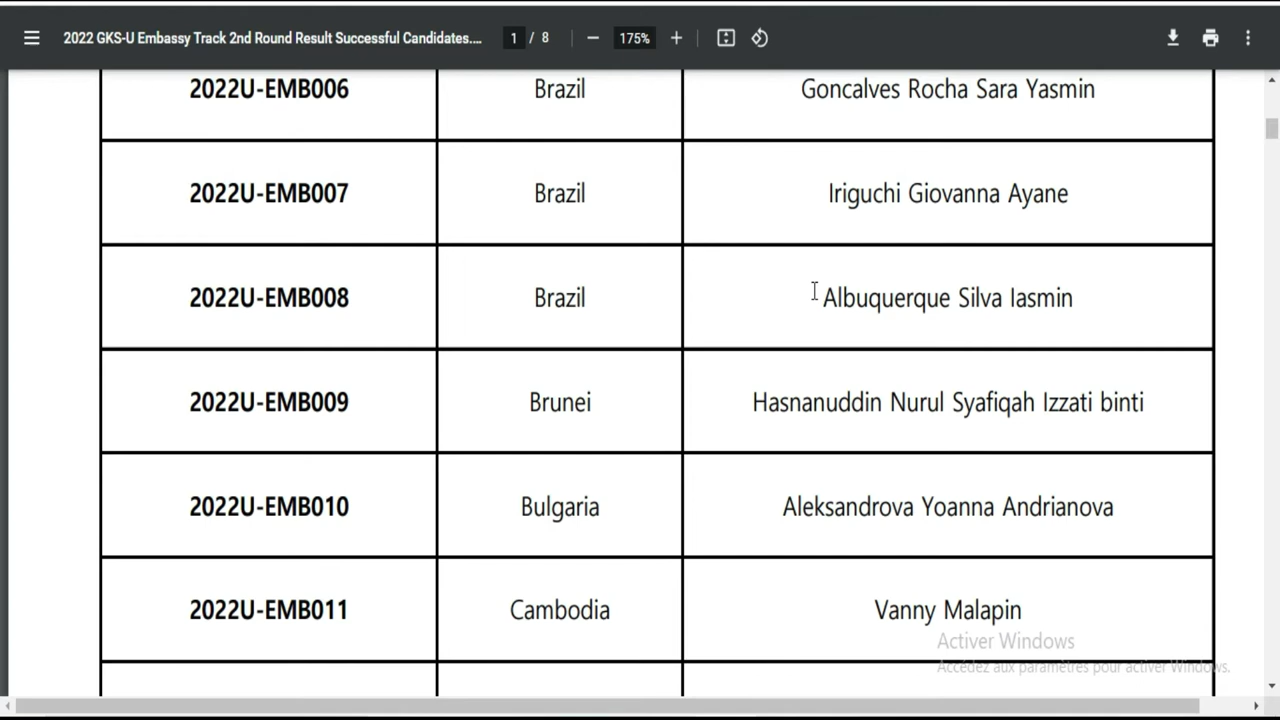 2022 GKS-U Embassy Track 2nd Round Result Successful Candidates.... 1 / 8 175%
2022U-EMB006 Brazil Goncalves Rocha Sara Yasmin
2022U-EMB007 Brazil Iriguchi Giovanna Ayane
2022U-EMB008 Brazil Albuquerque Silva Iasmin
2022U-EMB009 Brunei Hasnanuddin Nurul Syafiqah Izzati binti
2022U-EMB010 Bulgaria Aleksandrova Yoanna Andrianova
2022U-EMB011 Cambodia Vanny Malapin
Activer Windows
Accédez aux paramètres pour activer Windows.